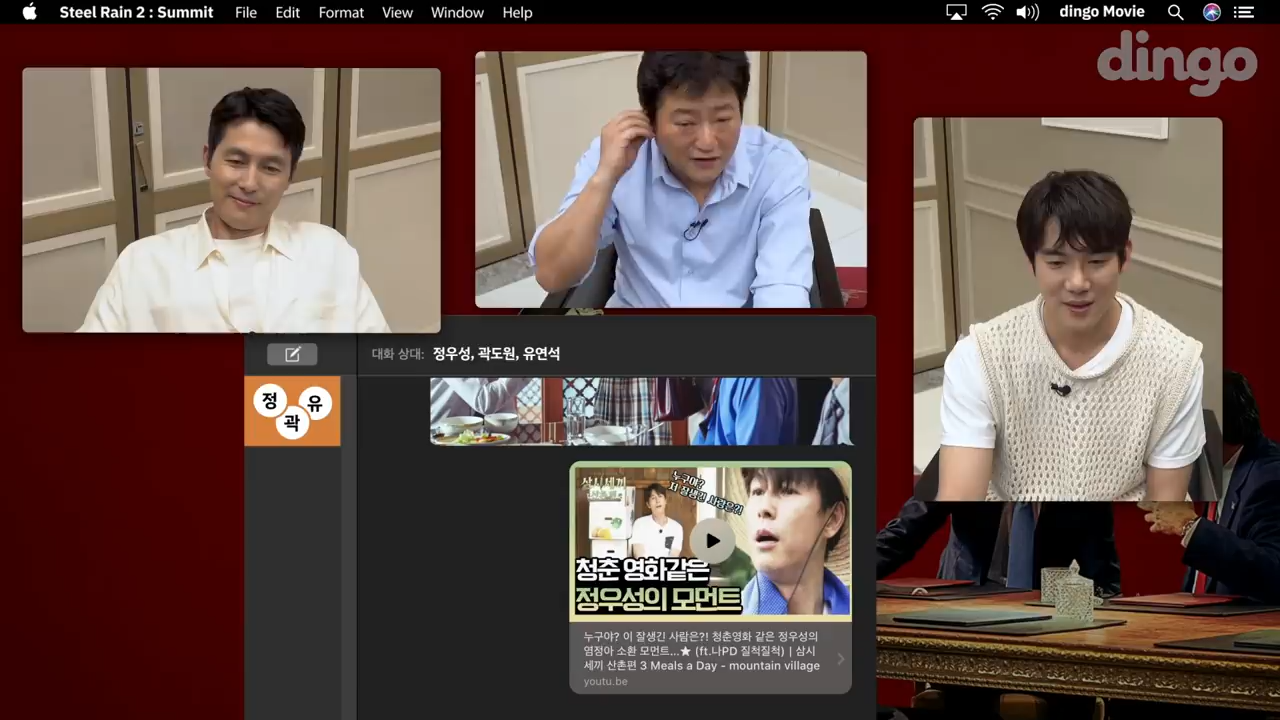 Steel Rain 2 : Summit File Edit Format View Window Help dingo Movie
dingo
대화 상대: 정우성, 곽도원, 유연석
정 유
곽
삼시세끼
누구야?
저 잘생긴 사람은?!
청춘 영화같은
정우성의 모먼트
누구야? 이 잘생긴 사람은?! 청춘영화 같은 정우성의
염정아 소환 모먼트...★ (ft.나PD 질척질척) | 삼시
세끼 산촌편 3 Meals a Day - mountain village
youtu.be